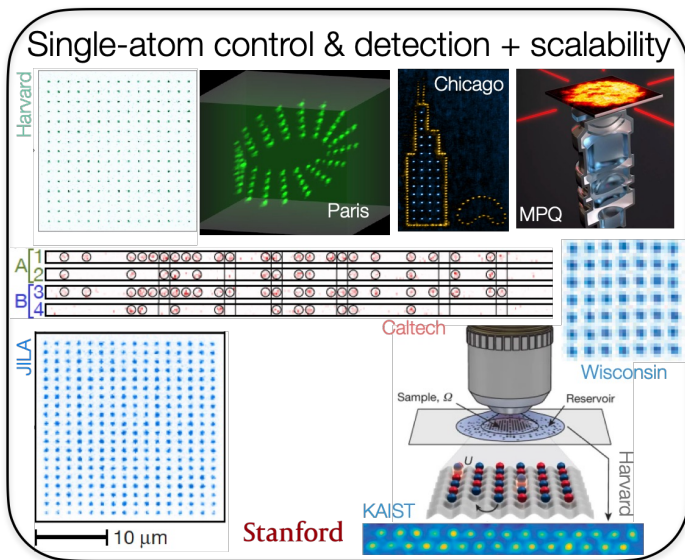 Single-atom control & detection + scalability
Harvard
Paris
Chicago
MPQ
A
1
2
B
3
4
Caltech
Wisconsin
JILA
10 μm
Sample, Ω
Reservoir
U
Harvard
KAIST
Stanford